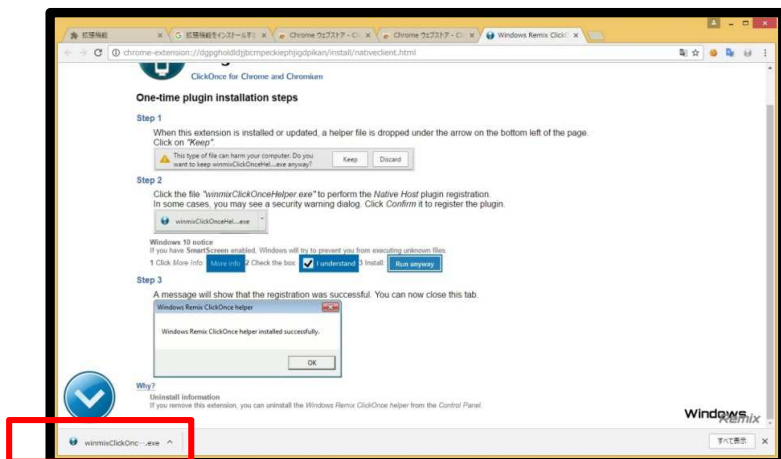 拡張機能
拡張機能をインストールする
Chrome ウェブストア - Cli
Chrome ウェブストア - Cli
Windows Remix ClickO
chrome-extension://dgpgholdldjjbcmpeckiephjigdpikan/install/nativeclient.html
ClickOnce for Chrome and Chromium
One-time plugin installation steps
Step 1
When this extension is installed or updated, a helper file is dropped under the arrow on the bottom left of the page.
Click on "Keep".
This type of file can harm your computer. Do you
want to keep winmixClickOnceHel....exe anyway?
Keep
Discard
Step 2
Click the file "winmixClickOnceHelper.exe" to perform the Native Host plugin registration.
In some cases, you may see a security warning dialog. Click Confirm it to register the plugin.
winmixClickOnceHel....exe
Windows 10 notice
If you have SmartScreen enabled, Windows will try to prevent you from executing unknown files
1 Click More info: More info 2 Check the box: I understand 3 Install: Run anyway
Step 3
A message will show that the registration was successful. You can now close this tab.
Windows Remix ClickOnce helper
Windows Remix ClickOnce helper installed successfully.
OK
Why?
Uninstall information
If you remove this extension, you can uninstall the Windows Remix ClickOnce helper from the Control Panel.
Windows
Remix
winmixClickOnc....exe
すべて表示